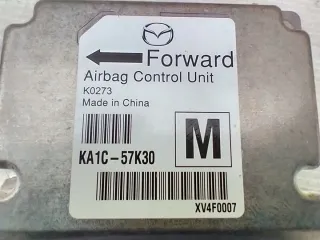 Forward
Airbag Control Unit
K0273
Made in China
KA1C-57K30
M
XV4F0007